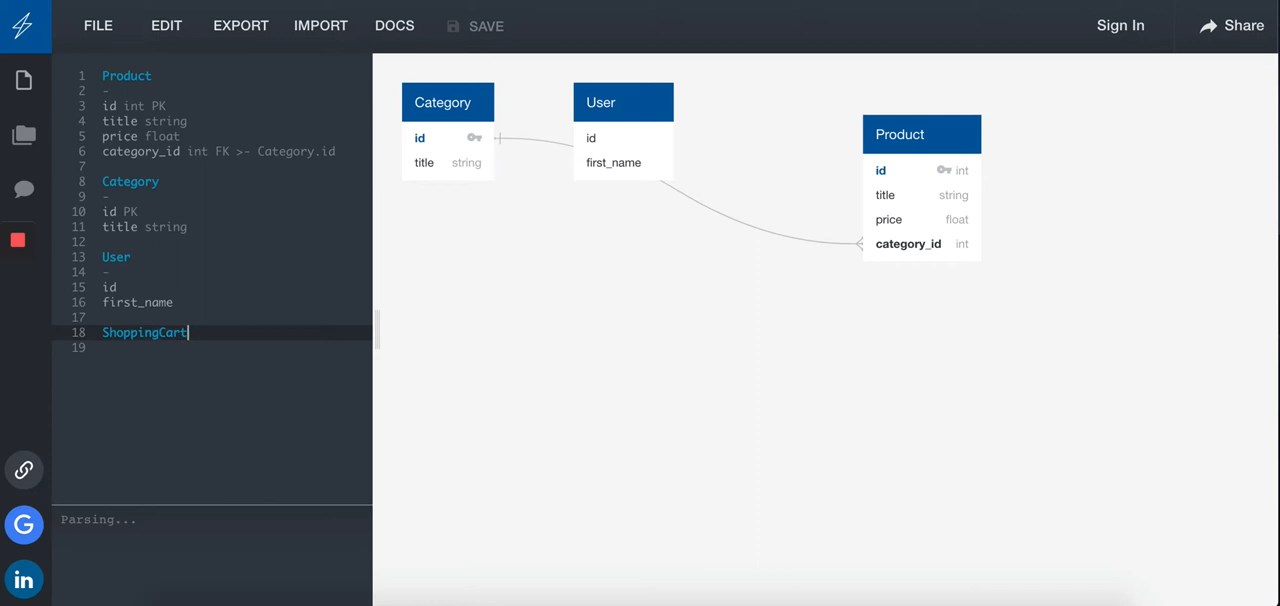 FILE EDIT EXPORT IMPORT DOCS SAVE Sign In Share
1 Product
2 -
3 id int PK
4 title string
5 price float
6 category_id int FK >- Category.id
7
8 Category
9 -
10 id PK
11 title string
12
13 User
14 -
15 id
16 first_name
17
18 ShoppingCart
19
Parsing...
G
in
Category
id
title string
User
id
first_name
Product
id int
title string
price float
category_id int